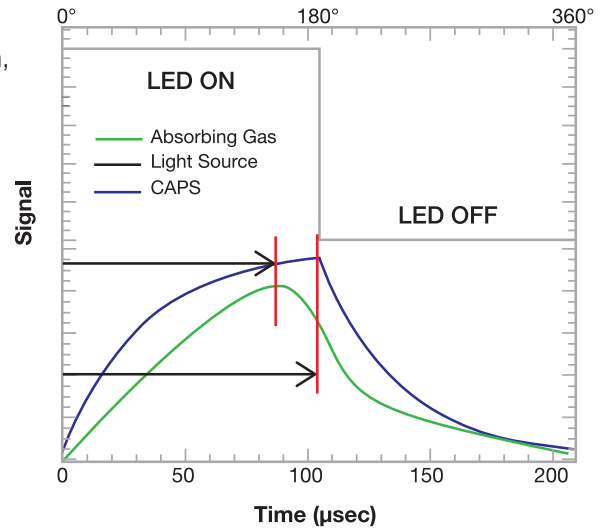 0° 180° 360°
n,
LED ON
Absorbing Gas
Light Source
CAPS
Signal
LED OFF
0 50 100 150 200
Time (µsec)